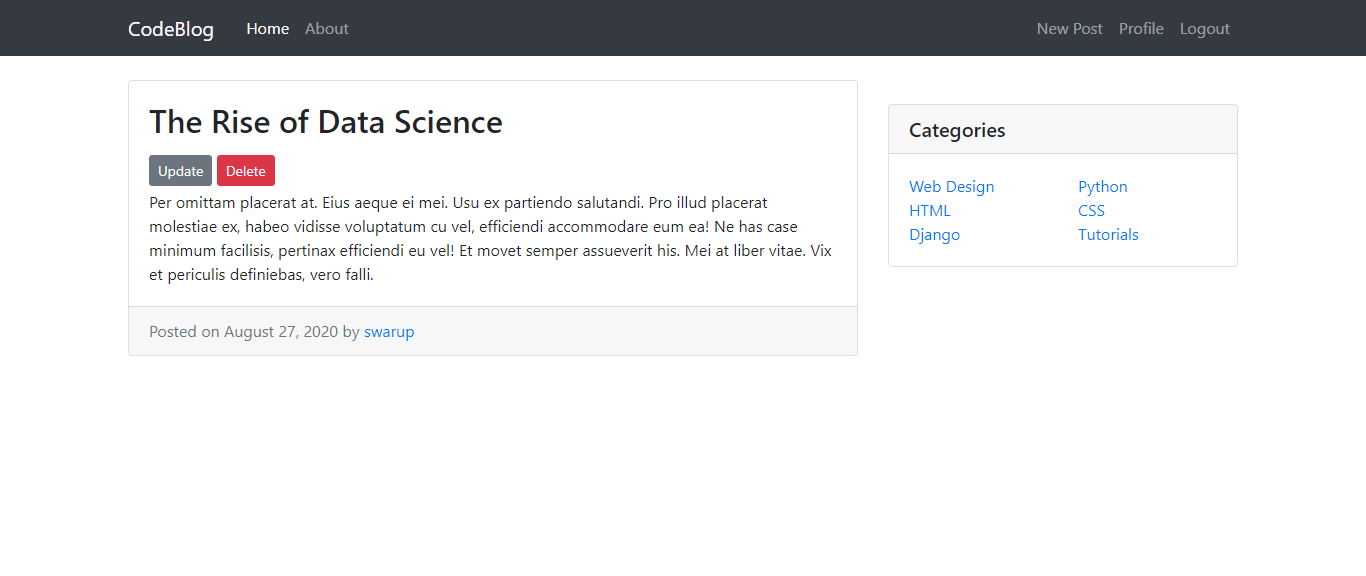 CodeBlog Home About New Post Profile Logout
The Rise of Data Science
Update Delete
Per omittam placerat at. Eius aeque ei mei. Usu ex partiendo salutandi. Pro illud placerat
molestiae ex, habeo vidisse voluptatum cu vel, efficiendi accommodare eum ea! Ne has case
minimum facilisis, pertinax efficiendi eu vel! Et movet semper assueverit his. Mei at liber vitae. Vix
et periculis definiebas, vero falli.
Posted on August 27, 2020 by swarup
Categories
Web Design Python
HTML CSS
Django Tutorials